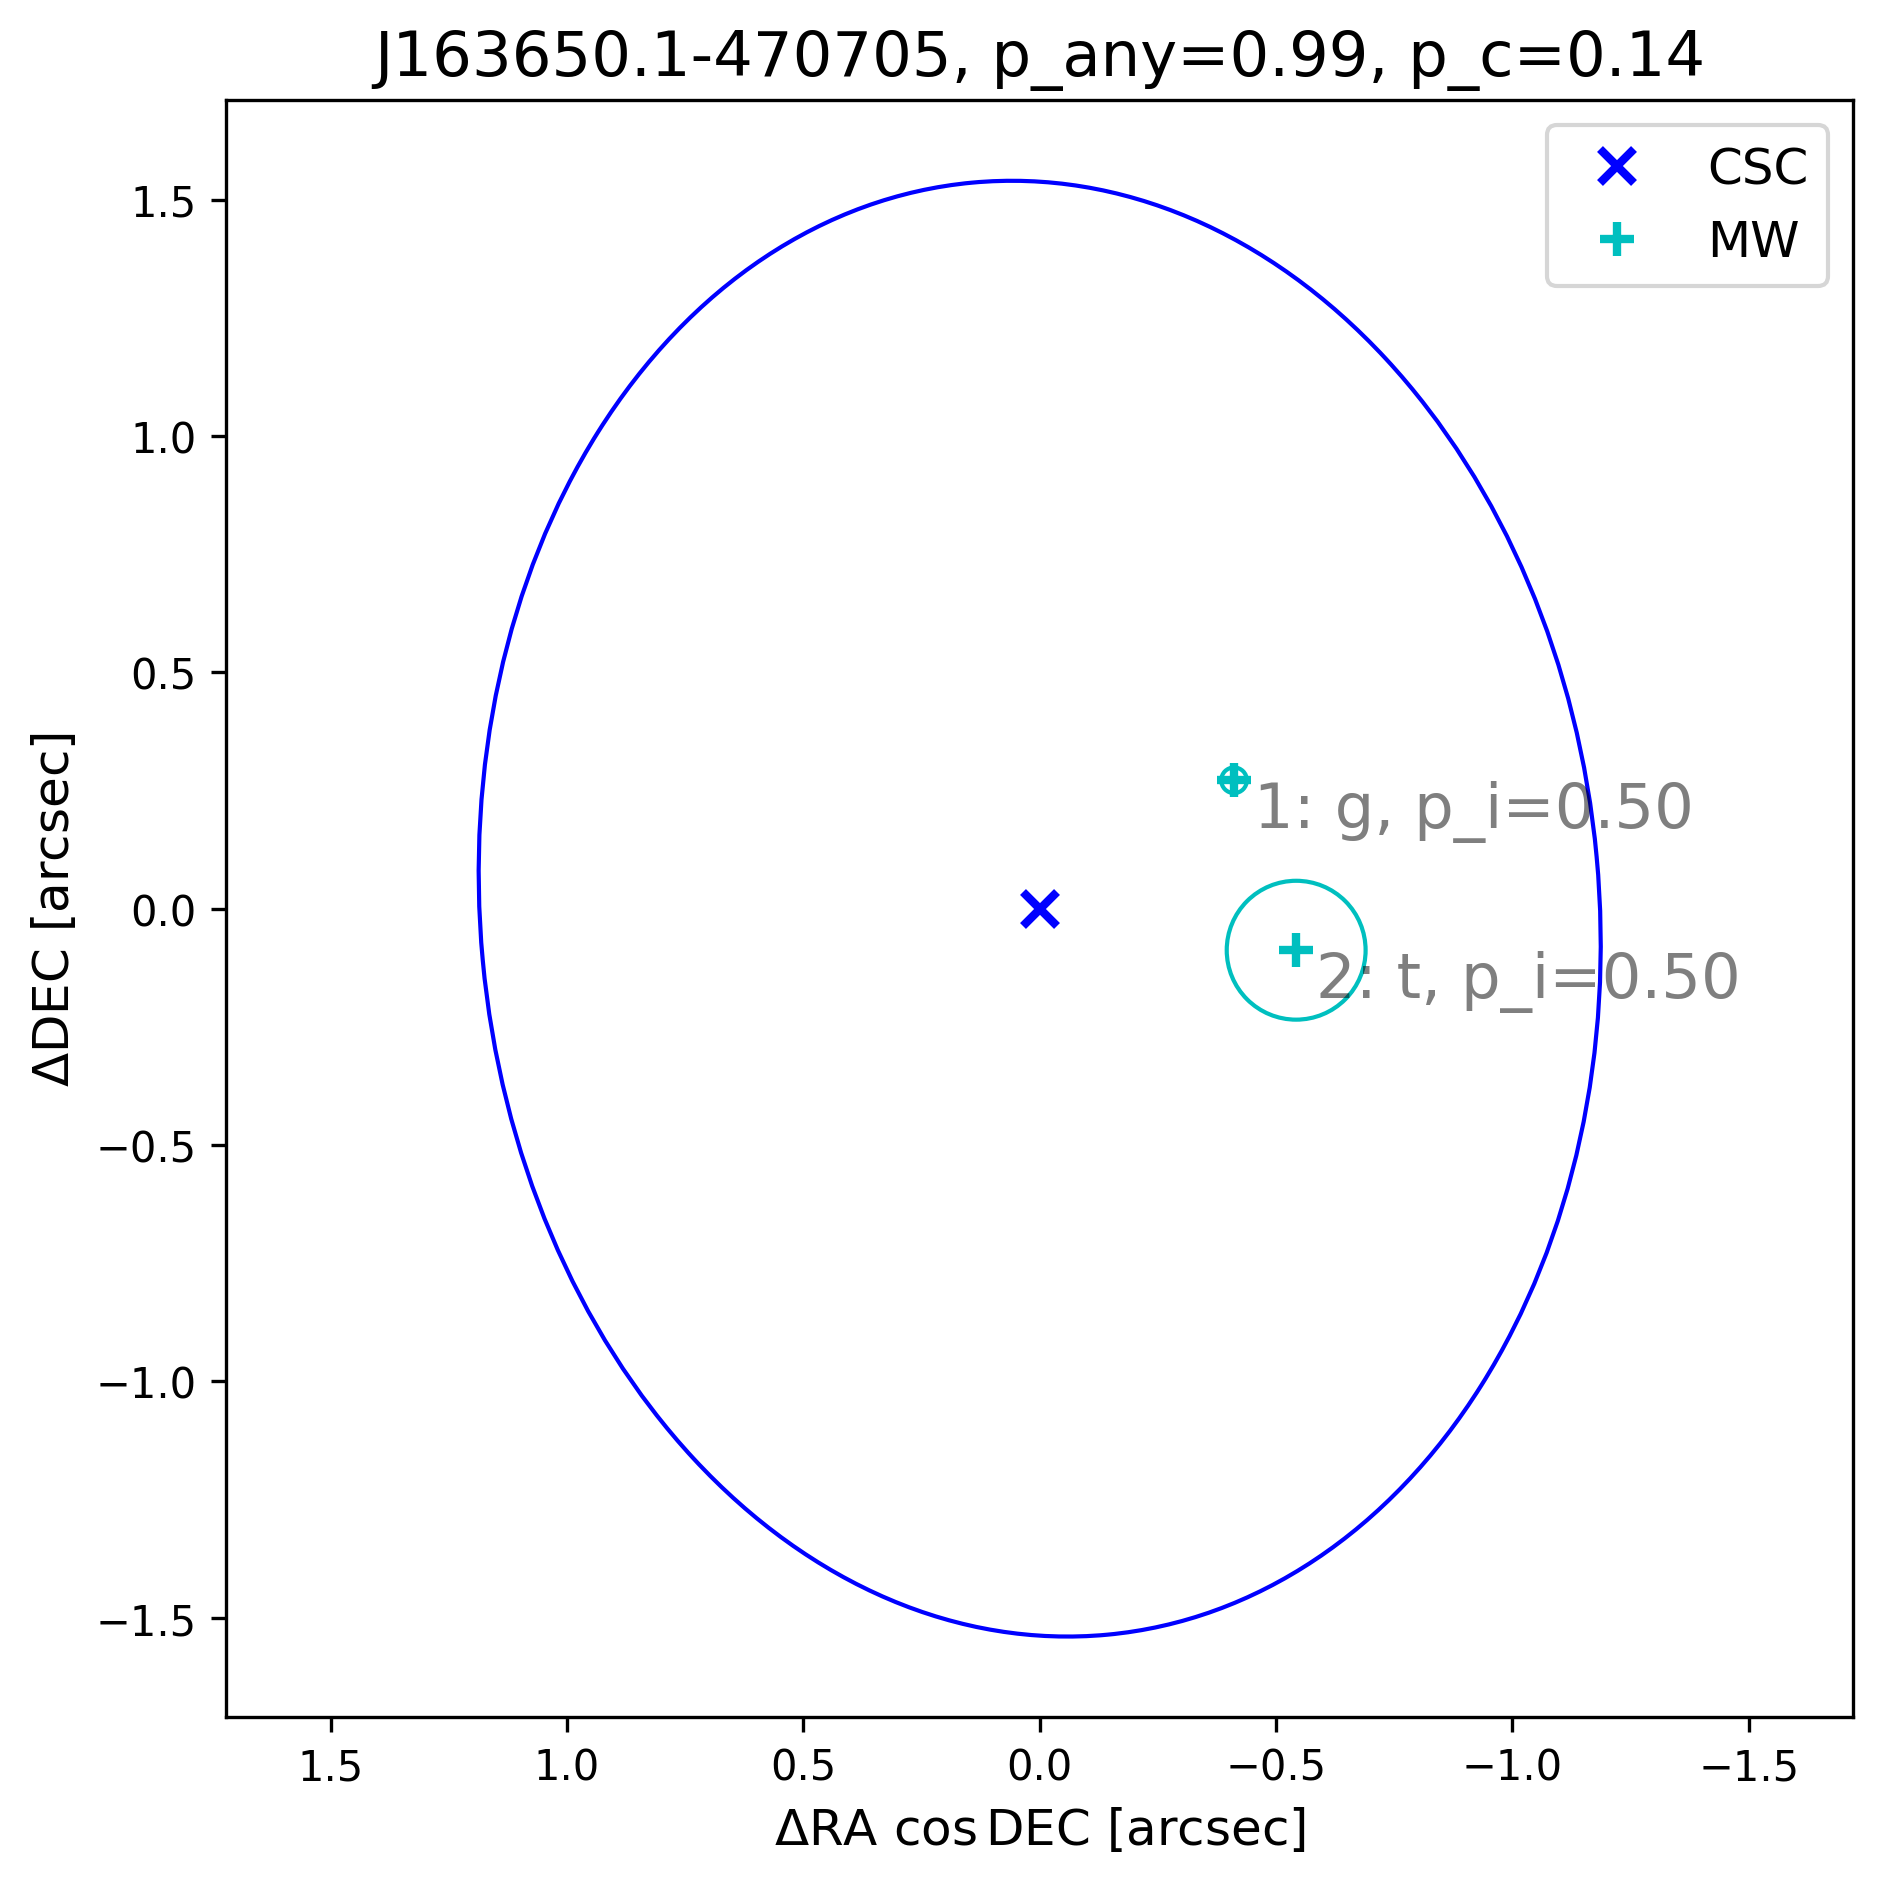 J163650.1-470705, p_any=0.99, p_c=0.14
CSC
MW
1.5
1.0
0.5
0.0
−0.5
−1.0
−1.5
ΔDEC [arcsec]
1: g, p_i=0.50
2: t, p_i=0.50
1.5
1.0
0.5
0.0
−0.5
−1.0
−1.5
ΔRA cos DEC [arcsec]